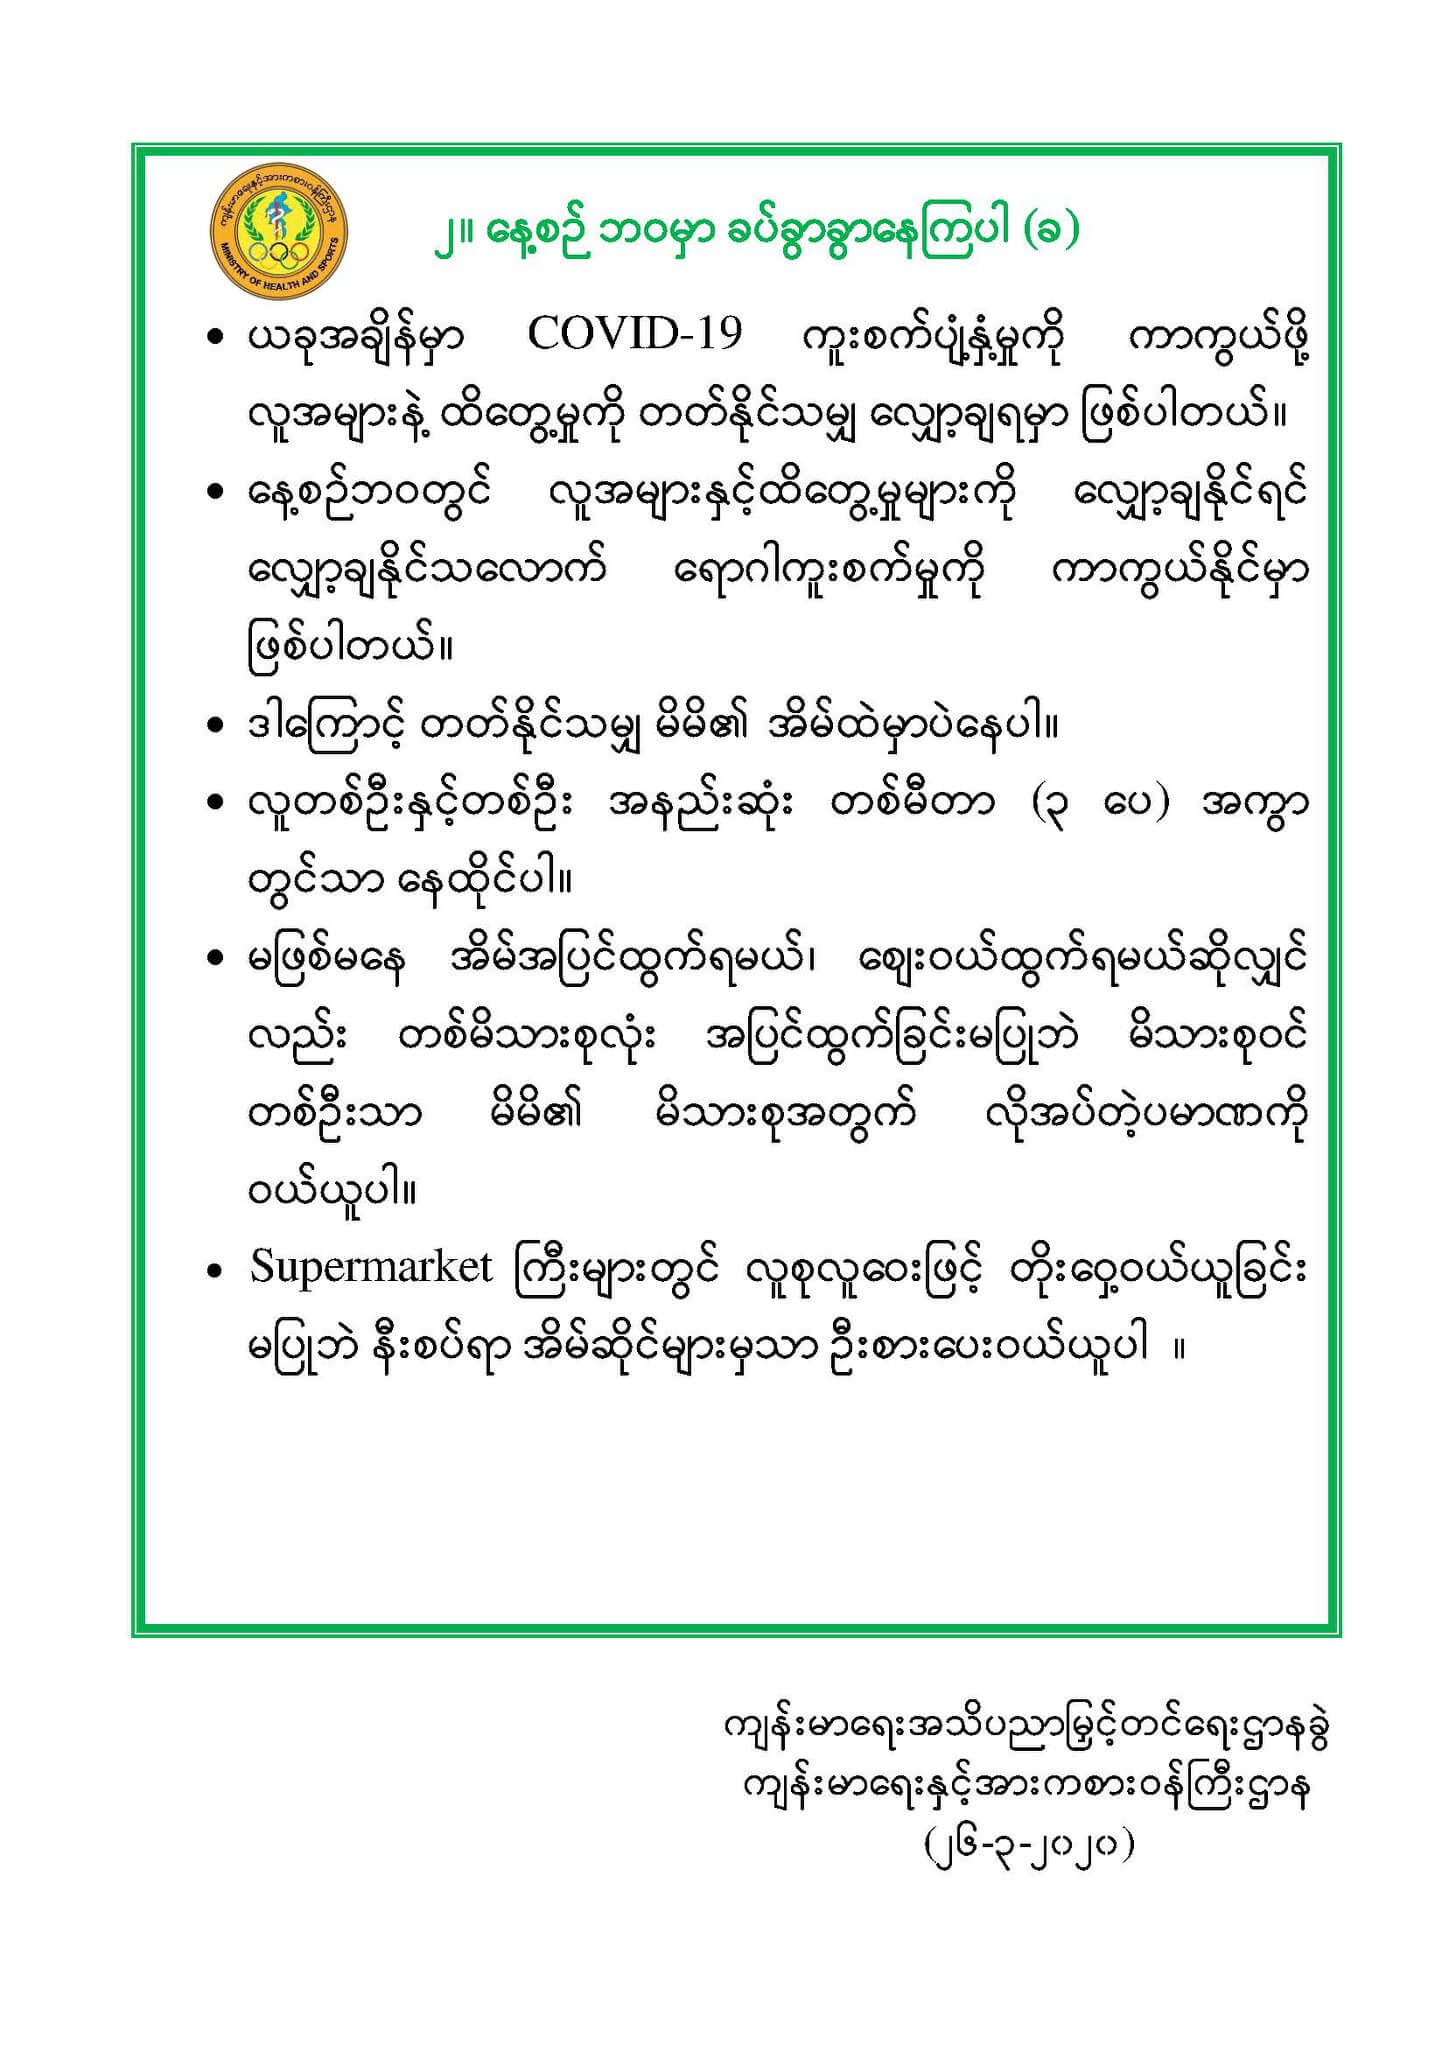 ကျန်းမာရေးနှင့်အားကစားဝန်ကြီးဌာန
MINISTRY OF HEALTH AND SPORTS
၂။ နေ့စဉ် ဘဝမှာ ခပ်ခွာခွာနေကြပါ (ခ)
• ယခုအချိန်မှာ COVID-19 ကူးစက်ပျံ့နှံ့မှုကို ကာကွယ်ဖို့
လူအများနဲ့ ထိတွေ့မှုကို တတ်နိုင်သမျှ လျှော့ချရမှာ ဖြစ်ပါတယ်။
• နေ့စဉ်ဘဝတွင် လူအများနှင့်ထိတွေ့မှုများကို လျှော့ချနိုင်ရင်
လျှော့ချနိုင်သလောက် ရောဂါကူးစက်မှုကို ကာကွယ်နိုင်မှာ
ဖြစ်ပါတယ်။
• ဒါကြောင့် တတ်နိုင်သမျှ မိမိ၏ အိမ်ထဲမှာပဲနေပါ။
• လူတစ်ဦးနှင့်တစ်ဦး အနည်းဆုံး တစ်မီတာ (၃ ပေ) အကွာ
တွင်သာ နေထိုင်ပါ။
• မဖြစ်မနေ အိမ်အပြင်ထွက်ရမယ်၊ ဈေးဝယ်ထွက်ရမယ်ဆိုလျှင်
လည်း တစ်မိသားစုလုံး အပြင်ထွက်ခြင်းမပြုဘဲ မိသားစုဝင်
တစ်ဦးသာ မိမိ၏ မိသားစုအတွက် လိုအပ်တဲ့ပမာဏကို
ဝယ်ယူပါ။
• Supermarket ကြီးများတွင် လူစုလူဝေးဖြင့် တိုးဝှေ့ဝယ်ယူခြင်း
မပြုဘဲ နီးစပ်ရာ အိမ်ဆိုင်များမှသာ ဦးစားပေးဝယ်ယူပါ ။
ကျန်းမာရေးအသိပညာမြှင့်တင်ရေးဌာနခွဲ
ကျန်းမာရေးနှင့်အားကစားဝန်ကြီးဌာန
(၂၆-၃-၂၀၂၀)